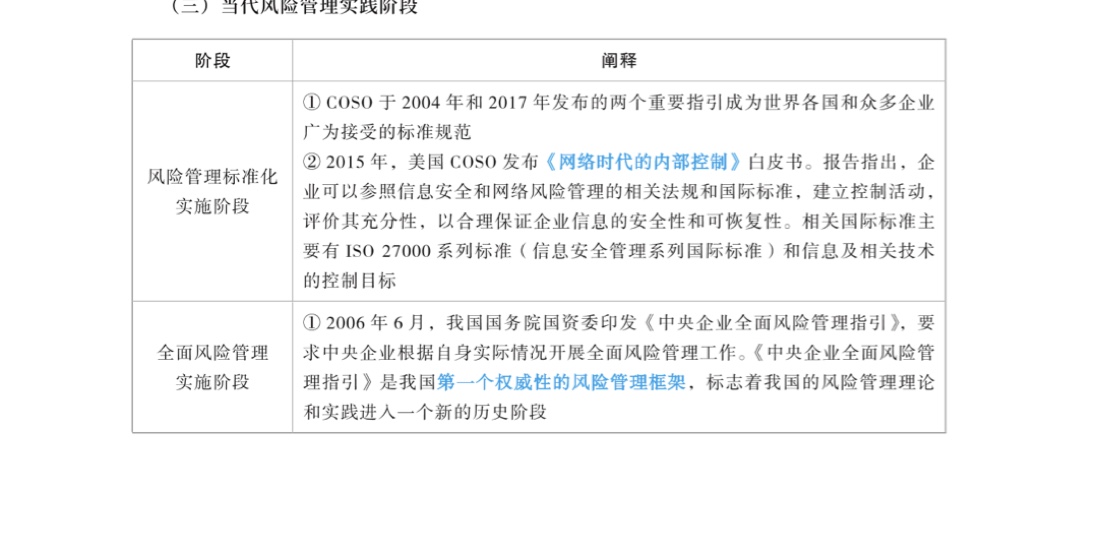 （三）当代风险管理实践阶段
阶段
阐释
风险管理标准化
实施阶段
① COSO 于 2004 年和 2017 年发布的两个重要指引成为世界各国和众多企业
广为接受的标准规范
② 2015 年，美国 COSO 发布《网络时代的内部控制》白皮书。报告指出，企
业可以参照信息安全和网络风险管理的相关法规和国际标准，建立控制活动，
评价其充分性，以合理保证企业信息的安全性和可恢复性。相关国际标准主
要有 ISO 27000 系列标准（信息安全管理系列国际标准）和信息及相关技术
的控制目标
全面风险管理
实施阶段
① 2006 年 6 月，我国国务院国资委印发《中央企业全面风险管理指引》，要
求中央企业根据自身实际情况开展全面风险管理工作。《中央企业全面风险管
理指引》是我国第一个权威性的风险管理框架，标志着我国的风险管理理论
和实践进入一个新的历史阶段